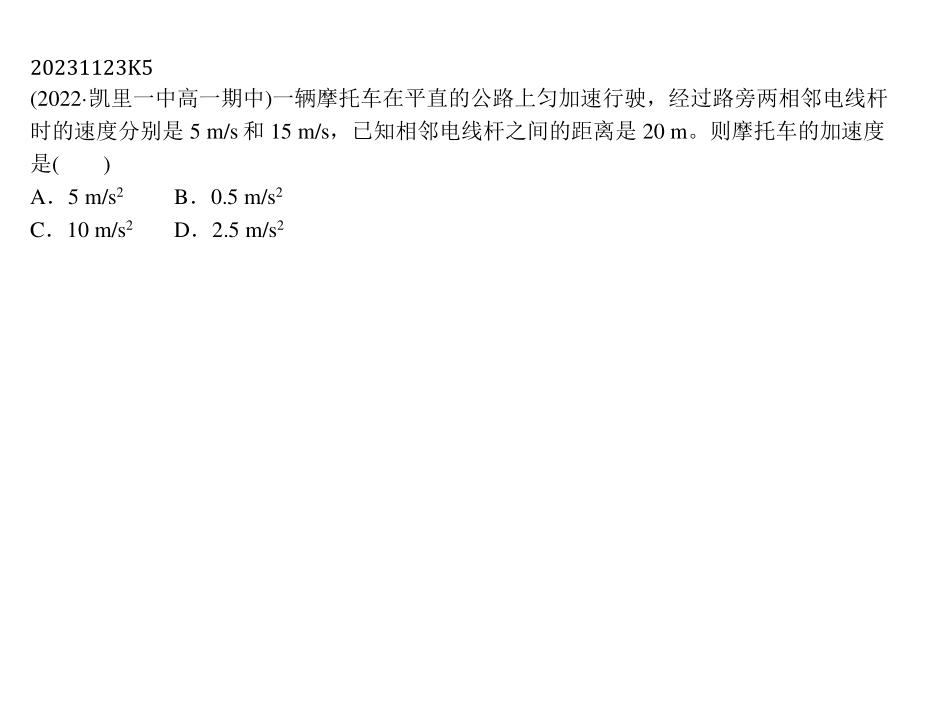 20231123K5
(2022·凯里一中高一期中)一辆摩托车在平直的公路上匀加速行驶，经过路旁两相邻电线杆
时的速度分别是 5 m/s 和 15 m/s，已知相邻电线杆之间的距离是 20 m。则摩托车的加速度
是(　　)
A．5 m/s²　　B．0.5 m/s²
C．10 m/s²　　D．2.5 m/s²